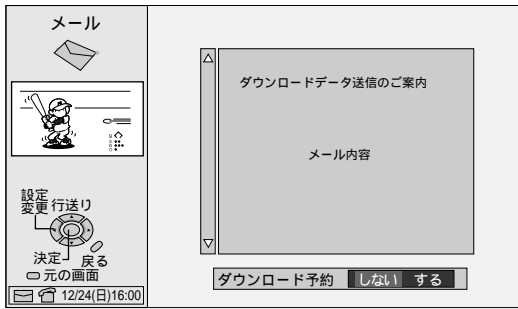 メール
設定
変更
行送り
決定
戻る
元の画面
12/24(日)16:00
ダウンロードデータ送信のご案内
メール内容
ダウンロード予約 しない する